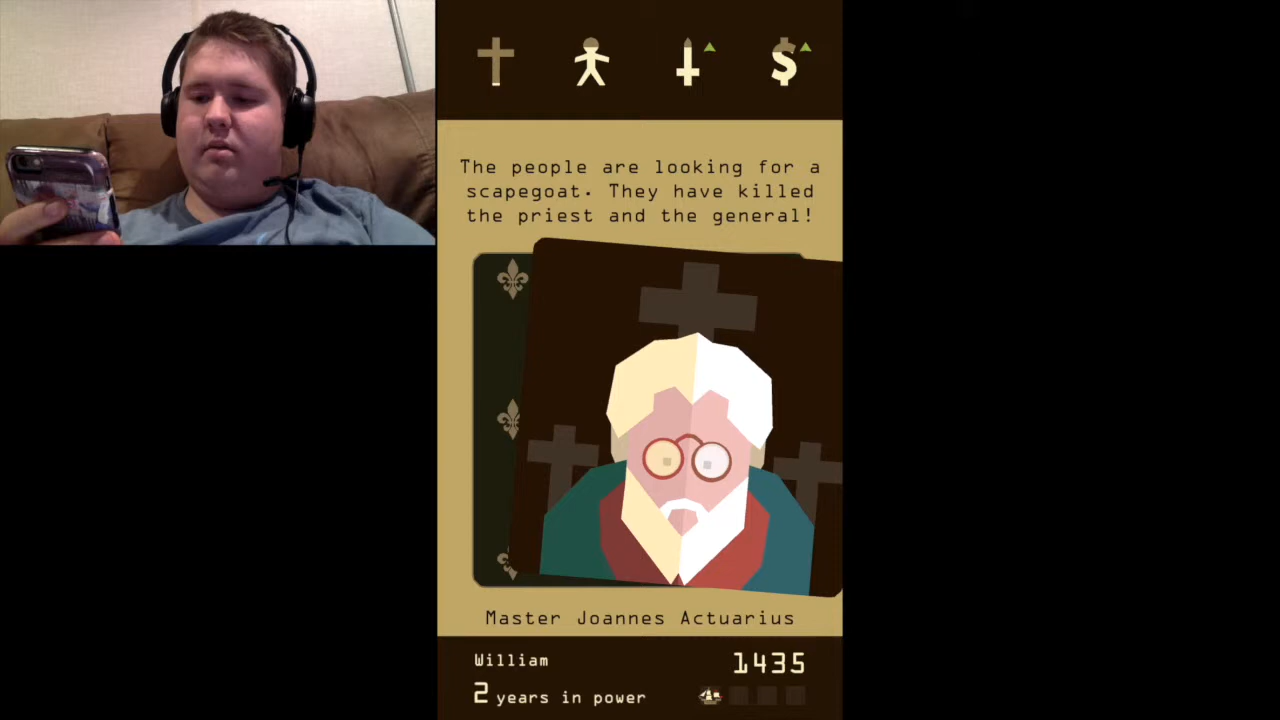 The people are looking for a
scapegoat. They have killed
the priest and the general!
Master Joannes Actuarius
William
1435
2 years in power